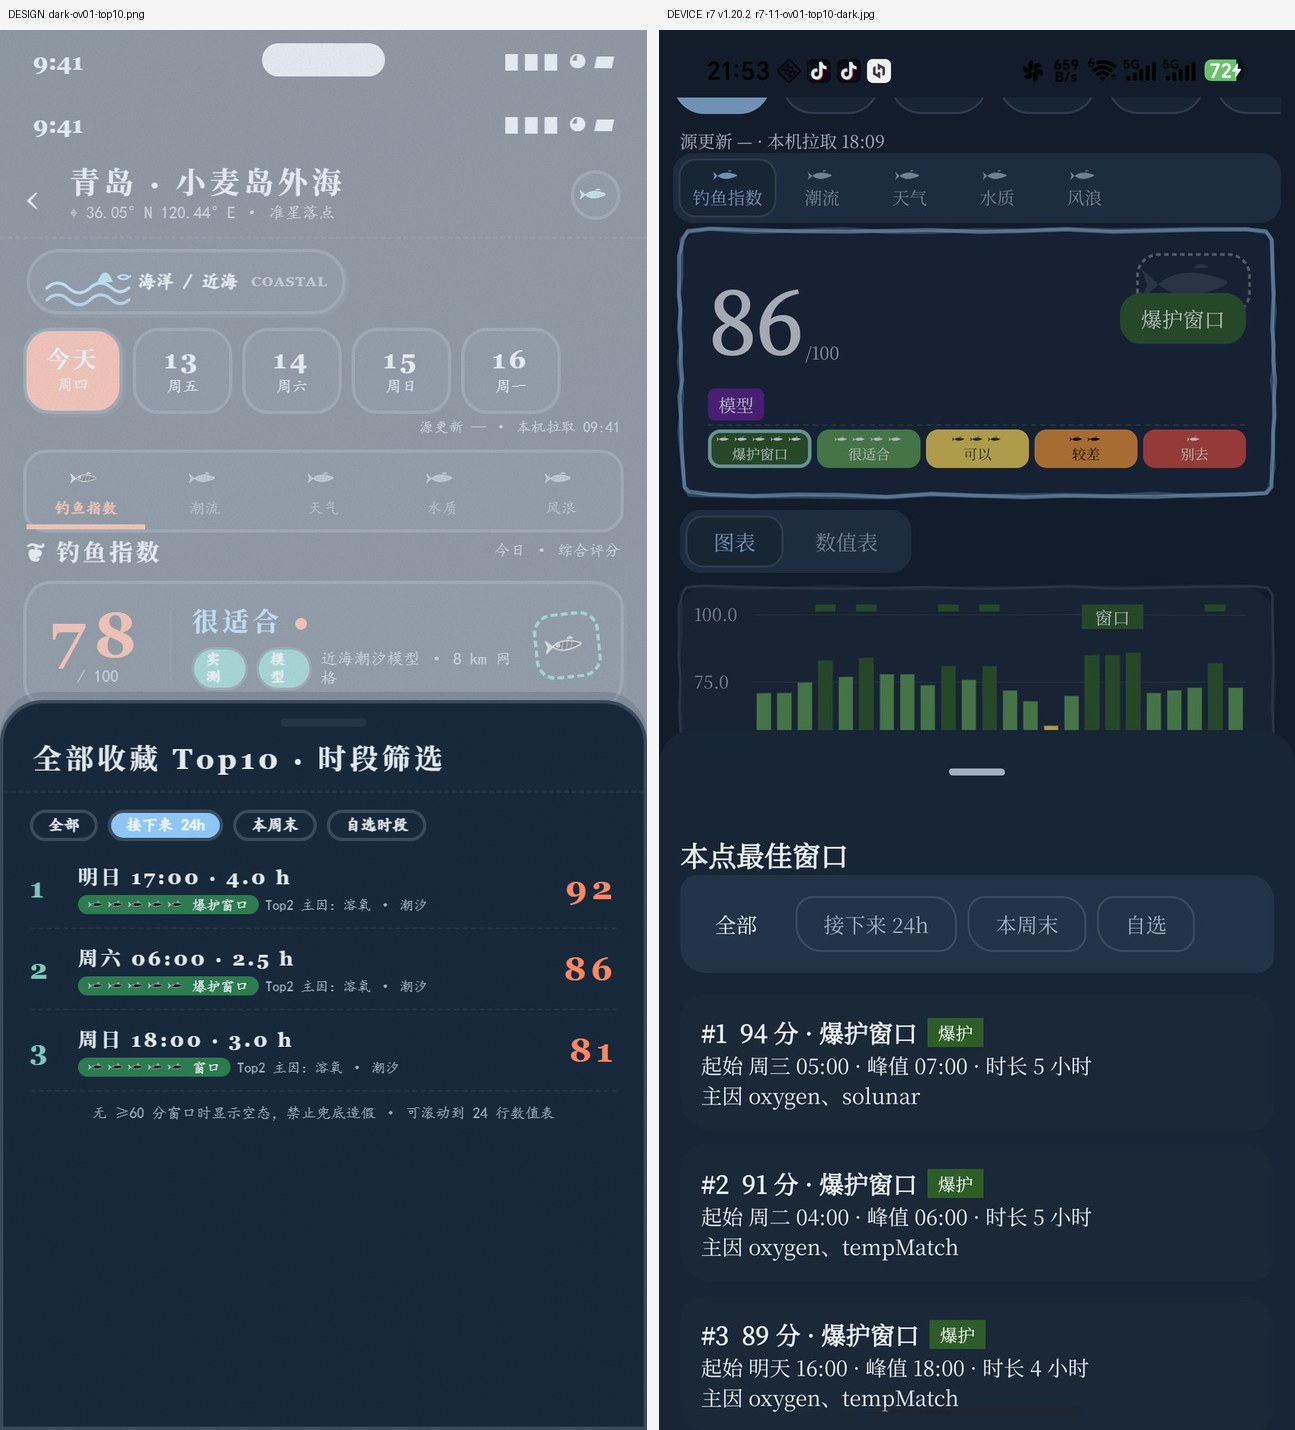 DESIGN dark-ov01-top10.png
9:41
9:41
青岛 · 小麦岛外海
⌖ 36.05° N 120.44° E • 准星落点
海洋 / 近海 COASTAL
今天 13 14 15 16
周四 周五 周六 周日 周一
源更新 — • 本机拉取 09:41
钓鱼指数 潮流 天气 水质 风浪
钓鱼指数 今日 • 综合评分
78 / 100
很适合
实测 模型 近海潮汐模型 • 8 km 网格
全部收藏 Top10 · 时段筛选
全部 接下来 24h 本周末 自选时段
1 明日 17:00 · 4.0 h 92
爆护窗口 Top2 主因: 溶氧 • 潮汐
2 周六 06:00 · 2.5 h 86
爆护窗口 Top2 主因: 溶氧 • 潮汐
3 周日 18:00 · 3.0 h 81
窗口 Top2 主因: 溶氧 • 潮汐
无 ≥60 分窗口时显示空态, 禁止兜底造假 • 可滚动到 24 行数值表
DEVICE r7 v1.20.2 r7-11-ov01-top10-dark.jpg
21:53 659 B/s 6 5G 5G 72
源更新 — · 本机拉取 18:09
钓鱼指数 潮流 天气 水质 风浪
86/100
爆护窗口
模型
爆护窗口 很适合 可以 较差 别去
图表 数值表
100.0 窗口
75.0
本点最佳窗口
全部 接下来 24h 本周末 自选
#1 94 分 · 爆护窗口 爆护
起始 周三 05:00 · 峰值 07:00 · 时长 5 小时
主因 oxygen、solunar
#2 91 分 · 爆护窗口 爆护
起始 周二 04:00 · 峰值 06:00 · 时长 5 小时
主因 oxygen、tempMatch
#3 89 分 · 爆护窗口 爆护
起始 明天 16:00 · 峰值 18:00 · 时长 4 小时
主因 oxygen、tempMatch